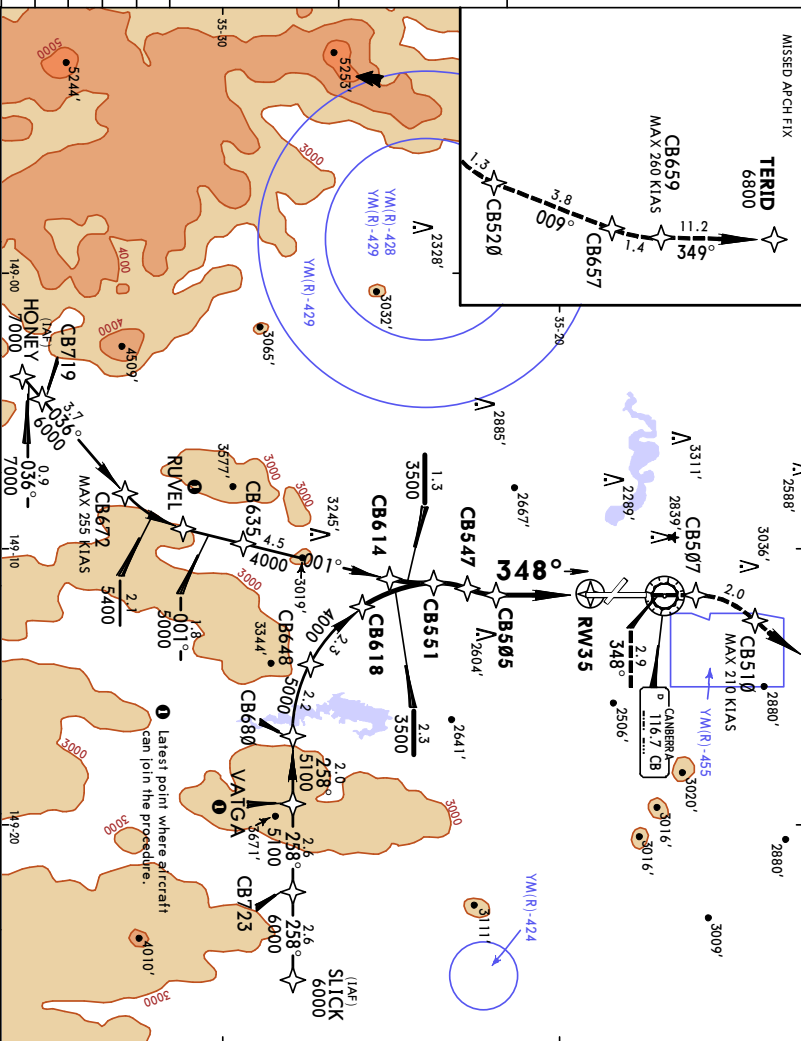 MISSED APCH FIX
TERID
6800
11.2
349°
CB659
MAX 260 KIAS
1.4
CB657
3.8
009°
CB520
1.3
35-30
35-20
149-00
149-10
149-20
5000
5244'
5253'
3000
YM(R)-428
YM(R)-429
YM(R)-429
2328'
3032'
3065'
4000
4000
4509'
HONEY
(IAF)
7000
CB719
0.9
036°
7000
3.7
036°
6000
CB672
MAX 255 KIAS
2.1
5400
RUVEL
❶
1.8
001°
5000
3577'
3000
3000
CB635
4.5
4000
001°
3019'
3245'
3000
3344'
CB614
1.3
3500
CB551
2.3
3500
CB547
CB505
348°
RW35
2885'
2667'
2604'
2641'
2506'
3311'
2289'
2839'
2588'
3036'
CB507
2.0
CB510
MAX 210 KIAS
2.9
348°
D
CANBERRA
116.7 CB
YM(R)-455
2880'
3020'
3016'
3016'
2880'
3009'
3111'
YM(R)-424
CB618
4000
2.3
CB648
5000
2.2
CB680
2.0
258°
5100
VATGA
❶
3671'
3000
2.6
258°
5100
CB723
2.6
258°
6000
SLICK
(IAF)
6000
❶ Latest point where aircraft
can join the procedure.
3000
3000
4010'
3000